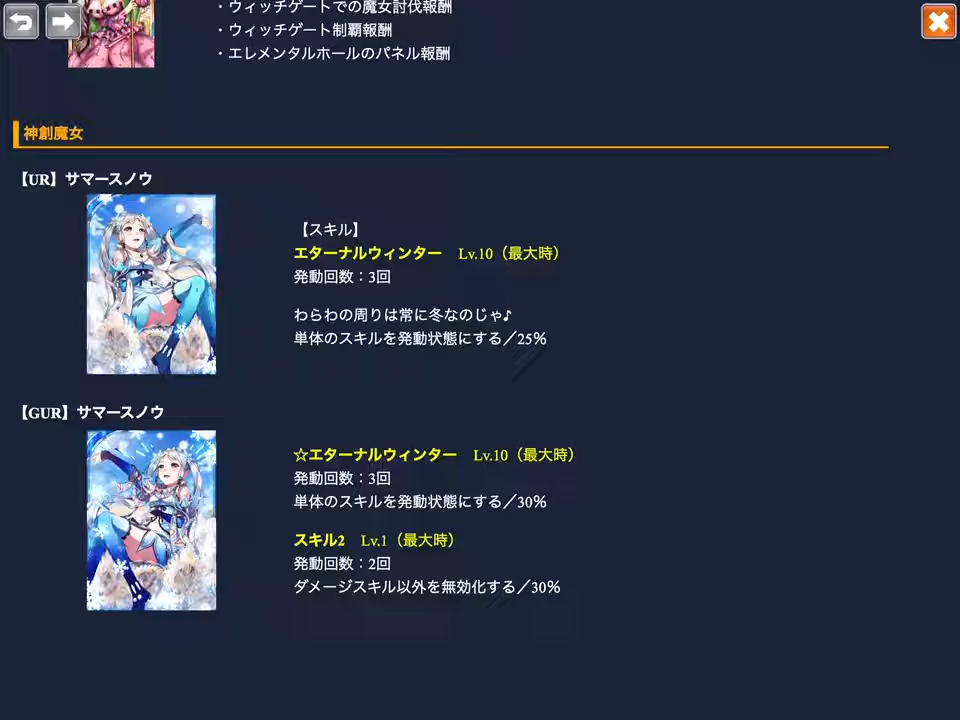 ・ウィッチゲートでの魔女討伐報酬
・ウィッチゲート制覇報酬
・エレメンタルホールのパネル報酬
神創魔女
【UR】サマースノウ
【スキル】
エターナルウィンター　Lv.10（最大時）
発動回数：3回
わらわの周りは常に冬なのじゃ♪
単体のスキルを発動状態にする／25%
【GUR】サマースノウ
☆エターナルウィンター　Lv.10（最大時）
発動回数：3回
単体のスキルを発動状態にする／30%
スキル2　Lv.1（最大時）
発動回数：2回
ダメージスキル以外を無効化する／30%